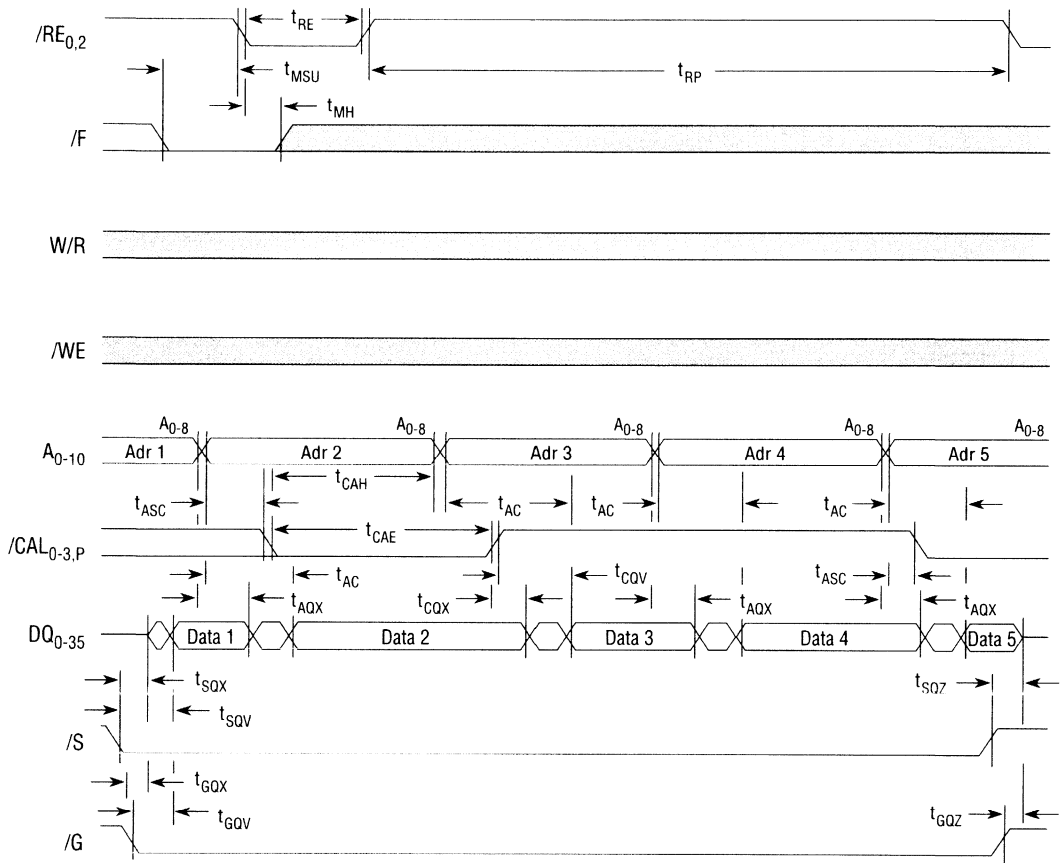 /RE0,2
tRE
tMSU
tRP
tMH
/F
W/R
/WE
A0-8 A0-8 A0-8 A0-8 A0-8
A0-10 Adr 1 Adr 2 Adr 3 Adr 4 Adr 5
tCAH
tASC tAC tAC tAC
tCAE
/CAL0-3,P
tAC tCQV tASC
tAQX tCQX tAQX tAQX
DQ0-35 Data 1 Data 2 Data 3 Data 4 Data 5
tSQX tSQZ
tSQV
/S
tGQX
tGQV tGQZ
/G